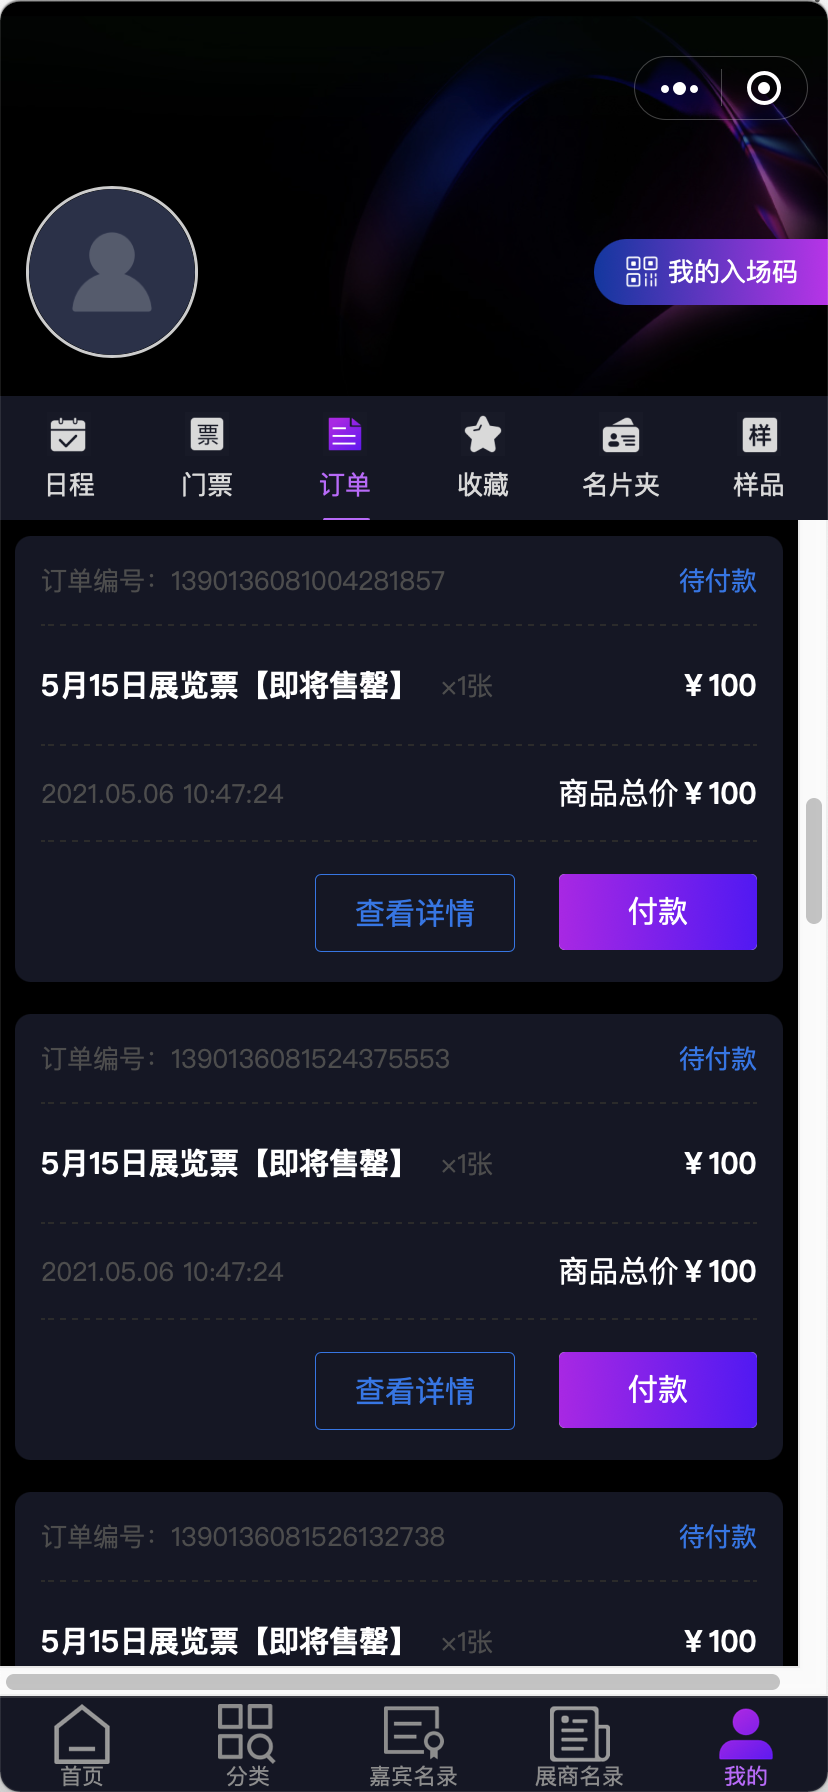 我的入场码
日程 门票 订单 收藏 名片夹 样品
票 样
订单编号：1390136081004281857 待付款
5月15日展览票【即将售罄】 ×1张 ¥100
2021.05.06 10:47:24 商品总价 ¥100
查看详情 付款
订单编号：1390136081524375553 待付款
5月15日展览票【即将售罄】 ×1张 ¥100
2021.05.06 10:47:24 商品总价 ¥100
查看详情 付款
订单编号：1390136081526132738 待付款
5月15日展览票【即将售罄】 ×1张 ¥100
首页 分类 嘉宾名录 展商名录 我的